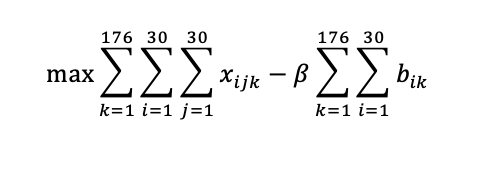 max ∑_{k=1}^{176} ∑_{i=1}^{30} ∑_{j=1}^{30} x_{ijk} − β ∑_{k=1}^{176} ∑_{i=1}^{30} b_{ik}